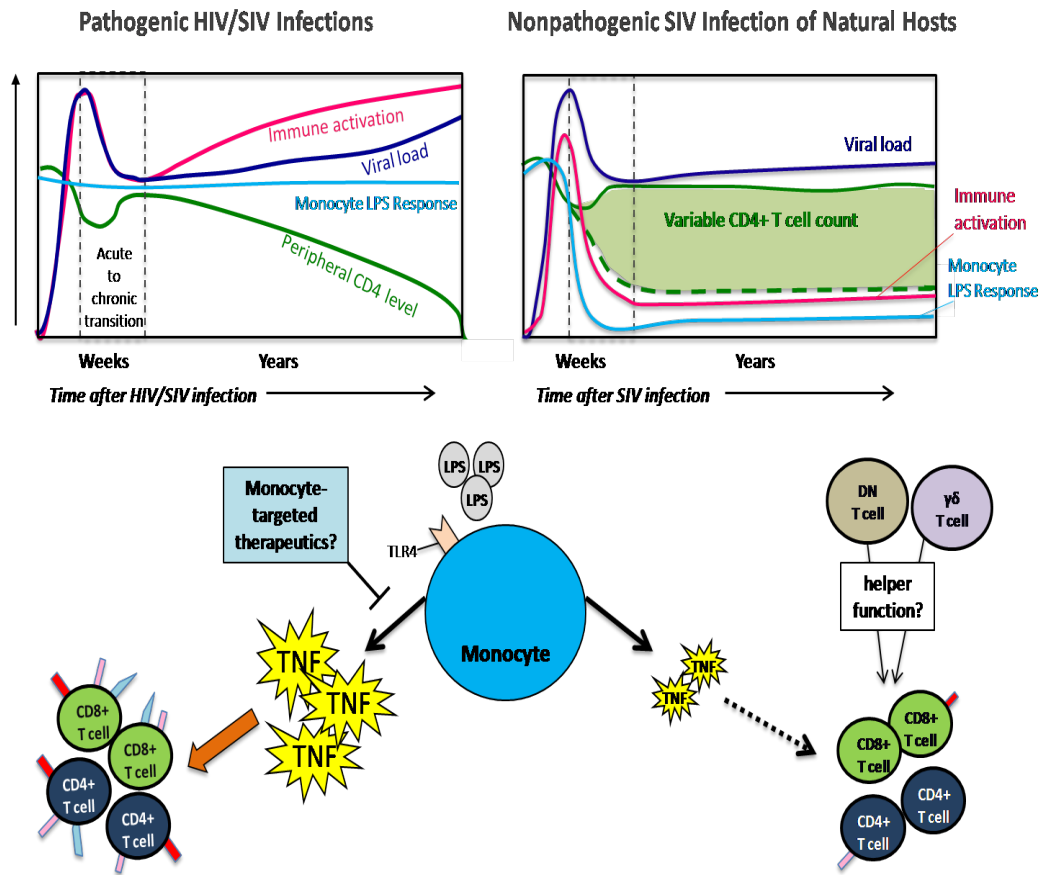 Pathogenic HIV/SIV Infections
Nonpathogenic SIV Infection of Natural Hosts
Immune activation
Viral load
Monocyte LPS Response
Peripheral CD4 level
Acute
to
chronic
transition
Weeks
Years
Time after HIV/SIV infection
Viral load
Variable CD4+ T cell count
Immune
activation
Monocyte
LPS Response
Weeks
Years
Time after SIV infection
Monocyte-
targeted
therapeutics?
LPS
LPS
LPS
TLR4
Monocyte
TNF
TNF
TNF
TNF
TNF
DN
T cell
γδ
T cell
helper
function?
CD8+
T cell
CD8+
T cell
CD4+
T cell
CD4+
T cell
CD8+
T cell
CD8+
T cell
CD4+
T cell
CD4+
T cell